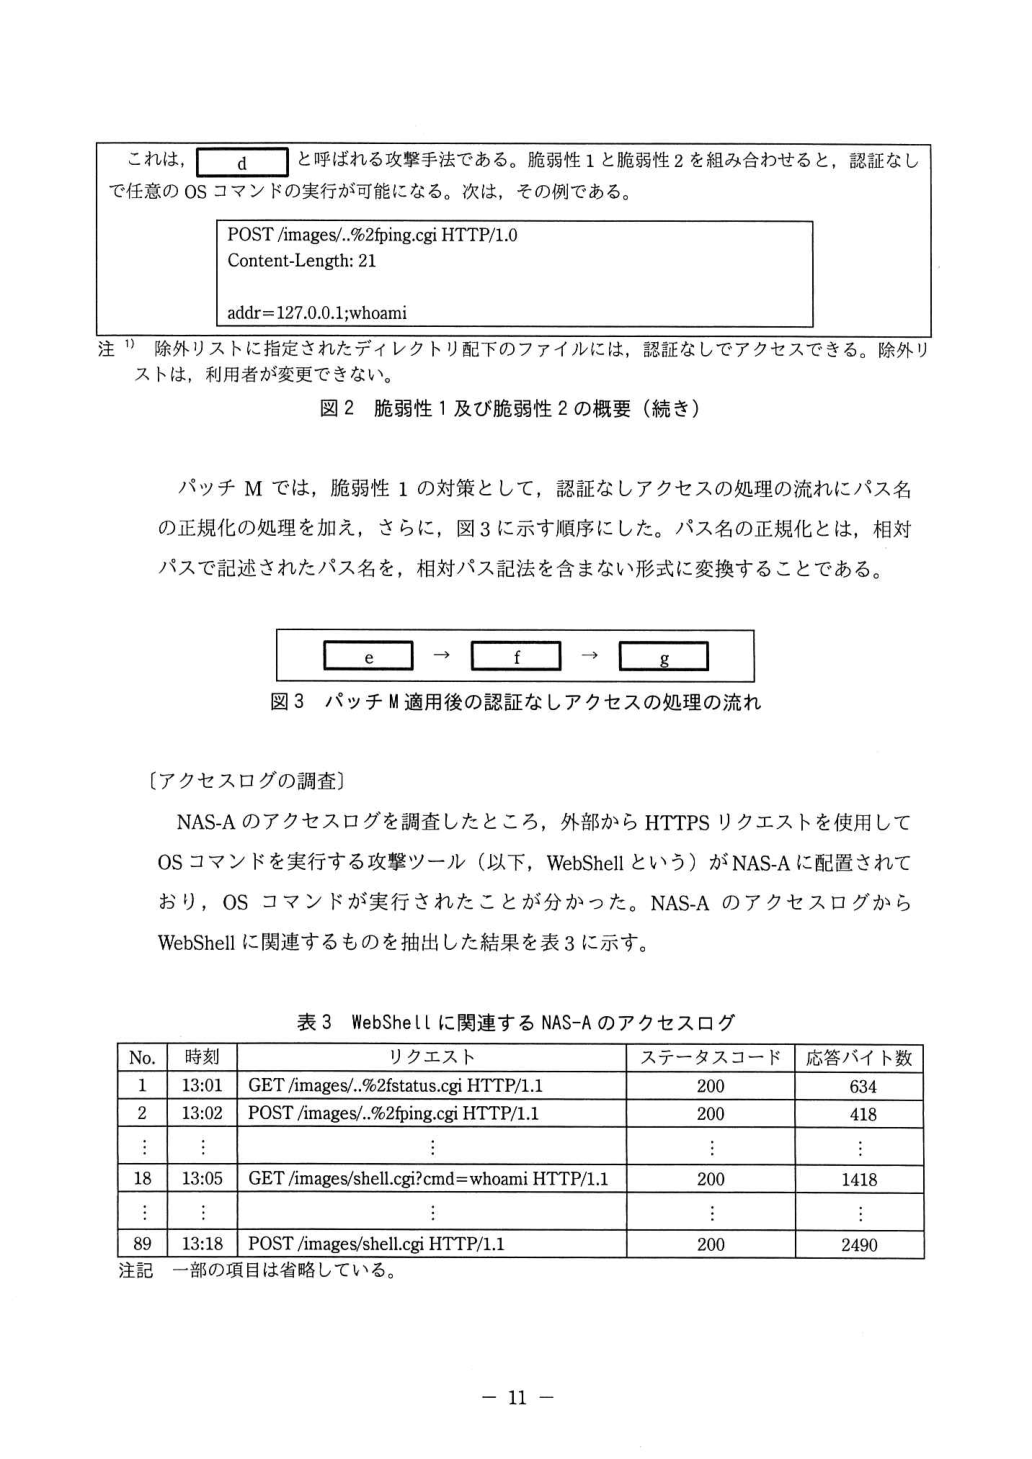 これは， d と呼ばれる攻撃手法である。脆弱性 1 と脆弱性 2 を組み合わせると，認証なし
で任意の OS コマンドの実行が可能になる。次は，その例である。
POST /images/..%2fping.cgi HTTP/1.0
Content-Length: 21
addr=127.0.0.1;whoami
注 1) 除外リストに指定されたディレクトリ配下のファイルには，認証なしでアクセスできる。除外リ
ストは，利用者が変更できない。
図 2 脆弱性 1 及び脆弱性 2 の概要（続き）
パッチ M では，脆弱性 1 の対策として，認証なしアクセスの処理の流れにパス名
の正規化の処理を加え，さらに，図 3 に示す順序にした。パス名の正規化とは，相対
パスで記述されたパス名を，相対パス記法を含まない形式に変換することである。
e → f → g
図 3 パッチ M 適用後の認証なしアクセスの処理の流れ
〔アクセスログの調査〕
NAS-A のアクセスログを調査したところ，外部から HTTPS リクエストを使用して
OS コマンドを実行する攻撃ツール（以下，WebShell という）が NAS-A に配置されて
おり，OS コマンドが実行されたことが分かった。NAS-A のアクセスログから
WebShell に関連するものを抽出した結果を表 3 に示す。
表 3 WebShell に関連する NAS-A のアクセスログ
No. 時刻 リクエスト ステータスコード 応答バイト数
1 13:01 GET /images/..%2fstatus.cgi HTTP/1.1 200 634
2 13:02 POST /images/..%2fping.cgi HTTP/1.1 200 418
⋮ ⋮ ⋮ ⋮ ⋮
18 13:05 GET /images/shell.cgi?cmd=whoami HTTP/1.1 200 1418
⋮ ⋮ ⋮ ⋮ ⋮
89 13:18 POST /images/shell.cgi HTTP/1.1 200 2490
注記 一部の項目は省略している。
― 11 ―